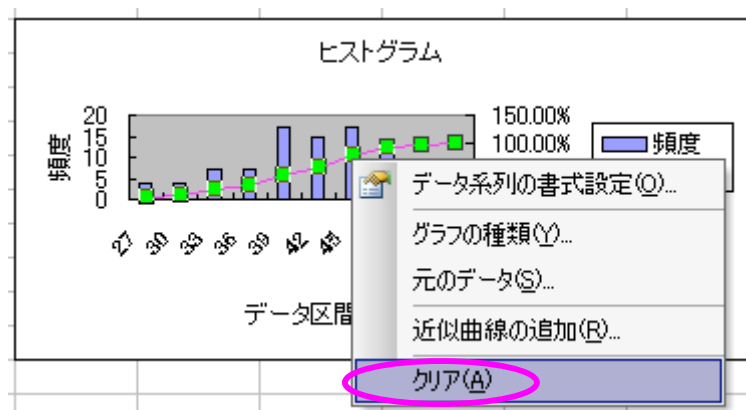 ヒストグラム
20
15
10
5
0
頻度
150.00%
100.00%
頻度
27 30 33 36 39 42 45
データ区間
データ系列の書式設定(O)...
グラフの種類(Y)...
元のデータ(S)...
近似曲線の追加(R)...
クリア(A)